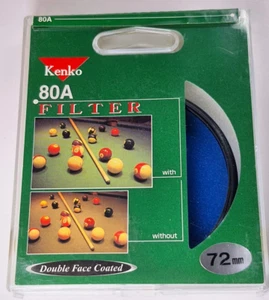 80A
Kenko
80A
FILTER
with
without
Double Face Coated
72mm